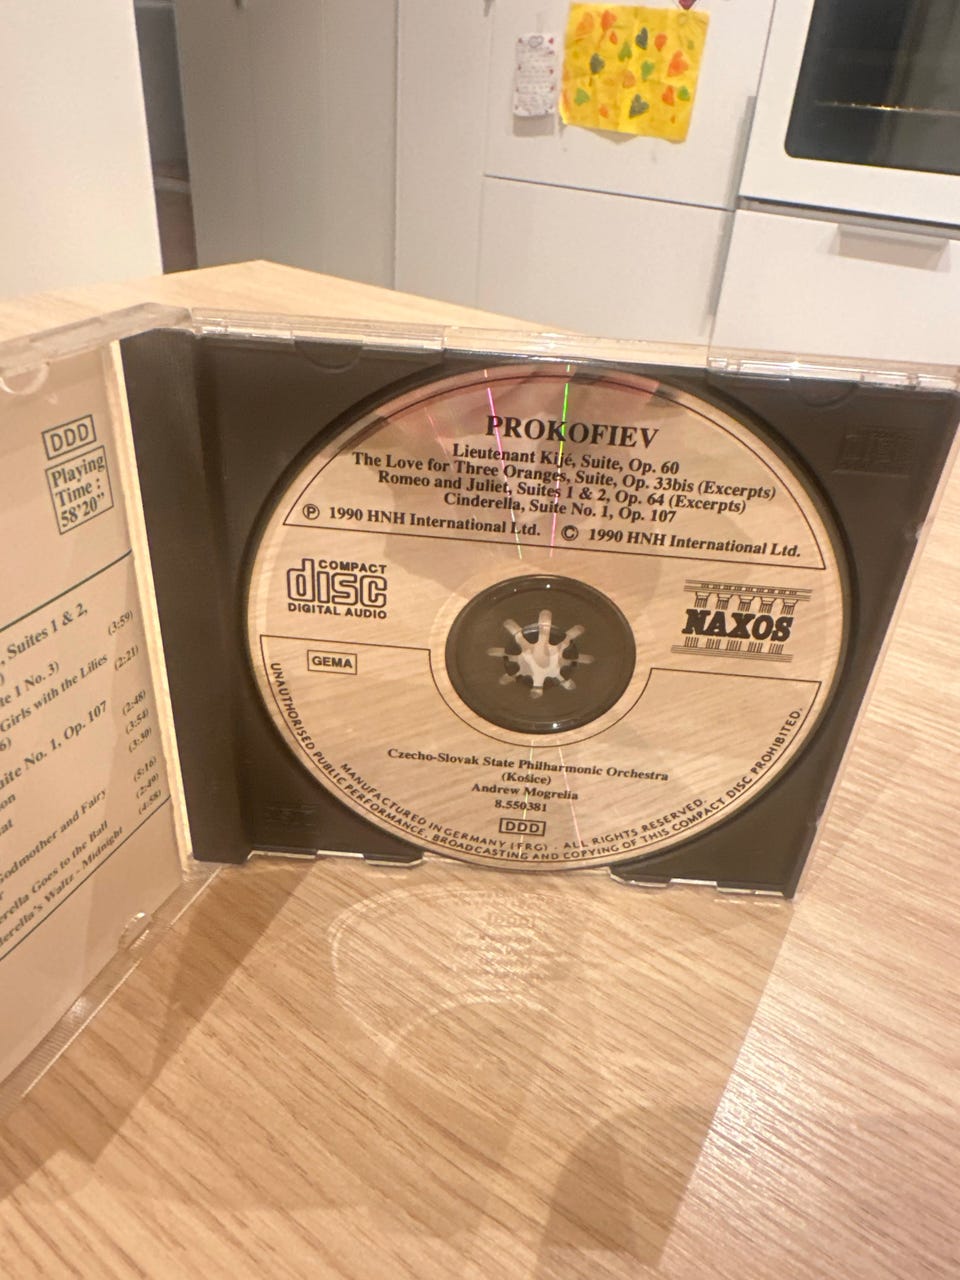 DDD
Playing
Time :
58'20"
, Suites 1 & 2,
(3:59)
te 1 No. 3)
Girls with the Lilies
(2:21)
6)
uite No. 1, Op. 107
(2:48)
(3:54)
(3:30)
(5:16)
Godmother and Fairy
(2:49)
erella Goes to the Ball
(4:58)
derella's Waltz - Midnight
PROKOFIEV
Lieutenant Kijé, Suite, Op. 60
The Love for Three Oranges, Suite, Op. 33bis (Excerpts)
Romeo and Juliet, Suites 1 & 2, Op. 64 (Excerpts)
Cinderella, Suite No. 1, Op. 107
℗ 1990 HNH International Ltd. © 1990 HNH International Ltd.
COMPACT
disc
DIGITAL AUDIO
NAXOS
GEMA
Czecho-Slovak State Philharmonic Orchestra
(Košice)
Andrew Mogrelia
8.550381
DDD
MANUFACTURED IN GERMANY (FRG) . ALL RIGHTS RESERVED.
UNAUTHORISED PUBLIC PERFORMANCE, BROADCASTING AND COPYING OF THIS COMPACT DISC PROHIBITED.